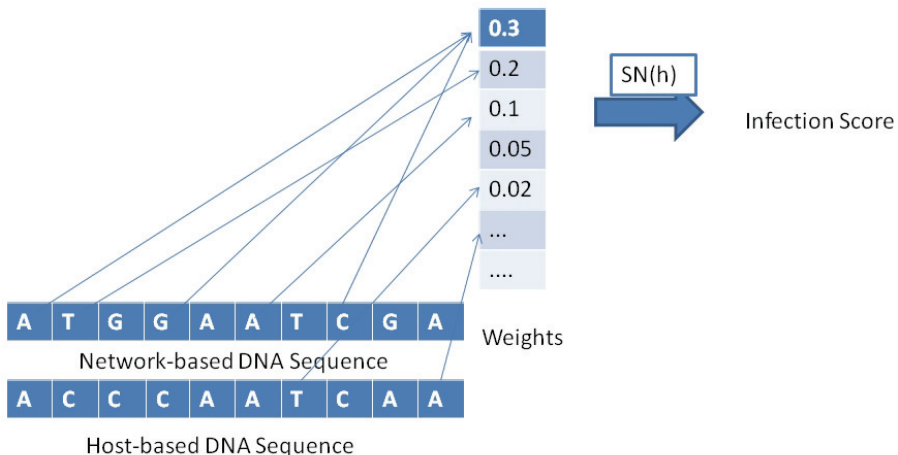 0.3
0.2
SN(h)
0.1
Infection Score
0.05
0.02
...
....
A T G G A A T C G A
Weights
Network-based DNA Sequence
A C C C A A T C A A
Host-based DNA Sequence